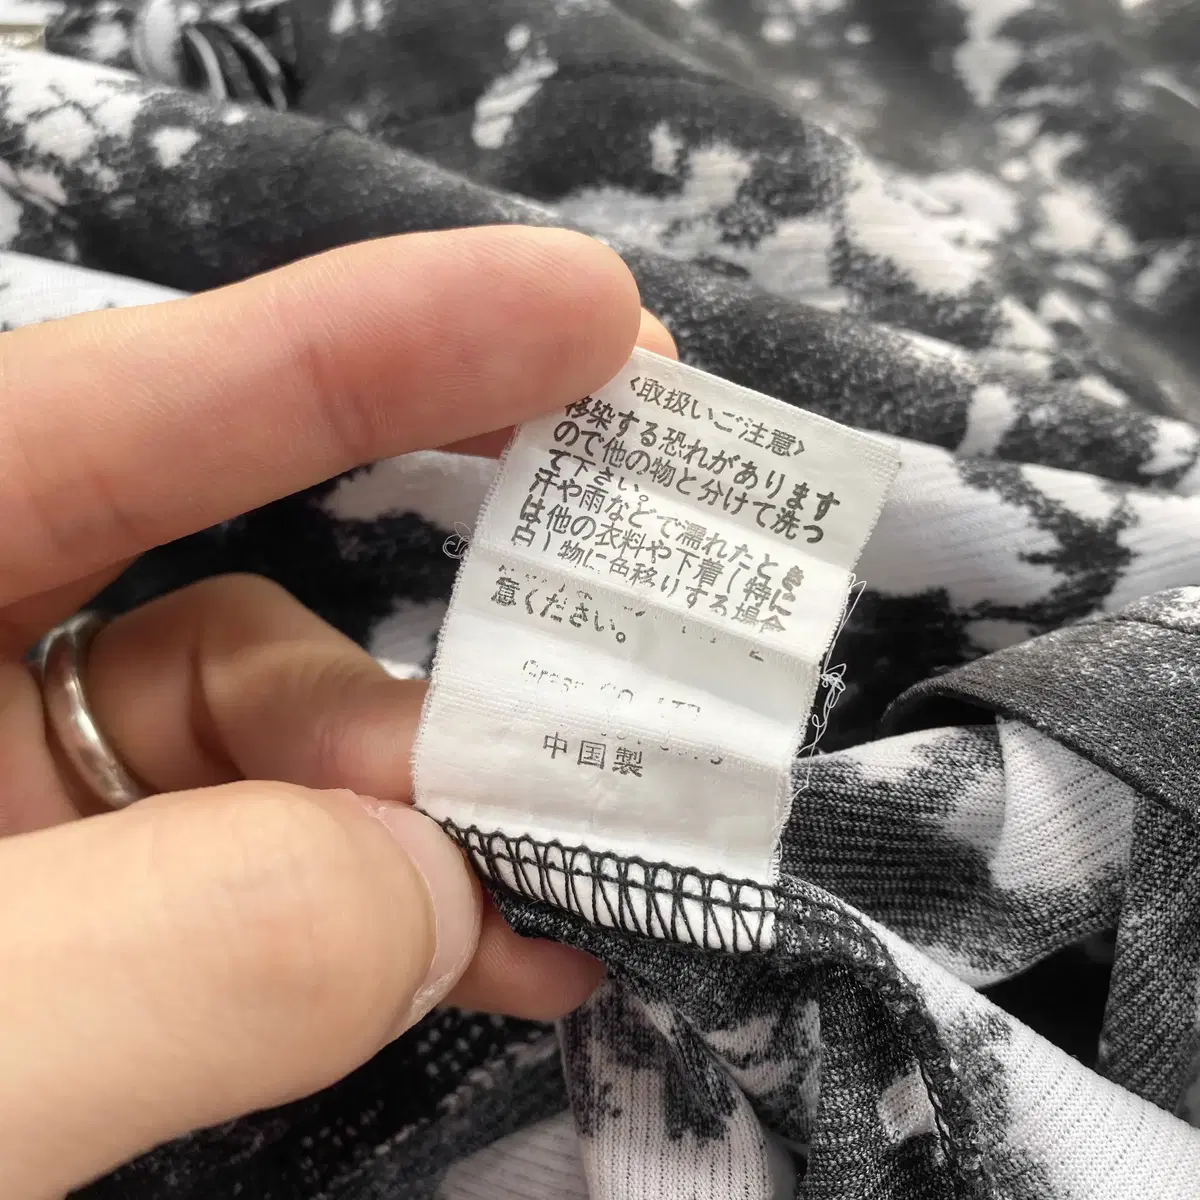 〈取扱いご注意〉
移染する恐れがあります
ので他の物と分けて洗っ
て下さい。
汗や雨などで濡れたとき
は他の衣料や下着(特に
白い物に色移りする場合
意ください。
中国製